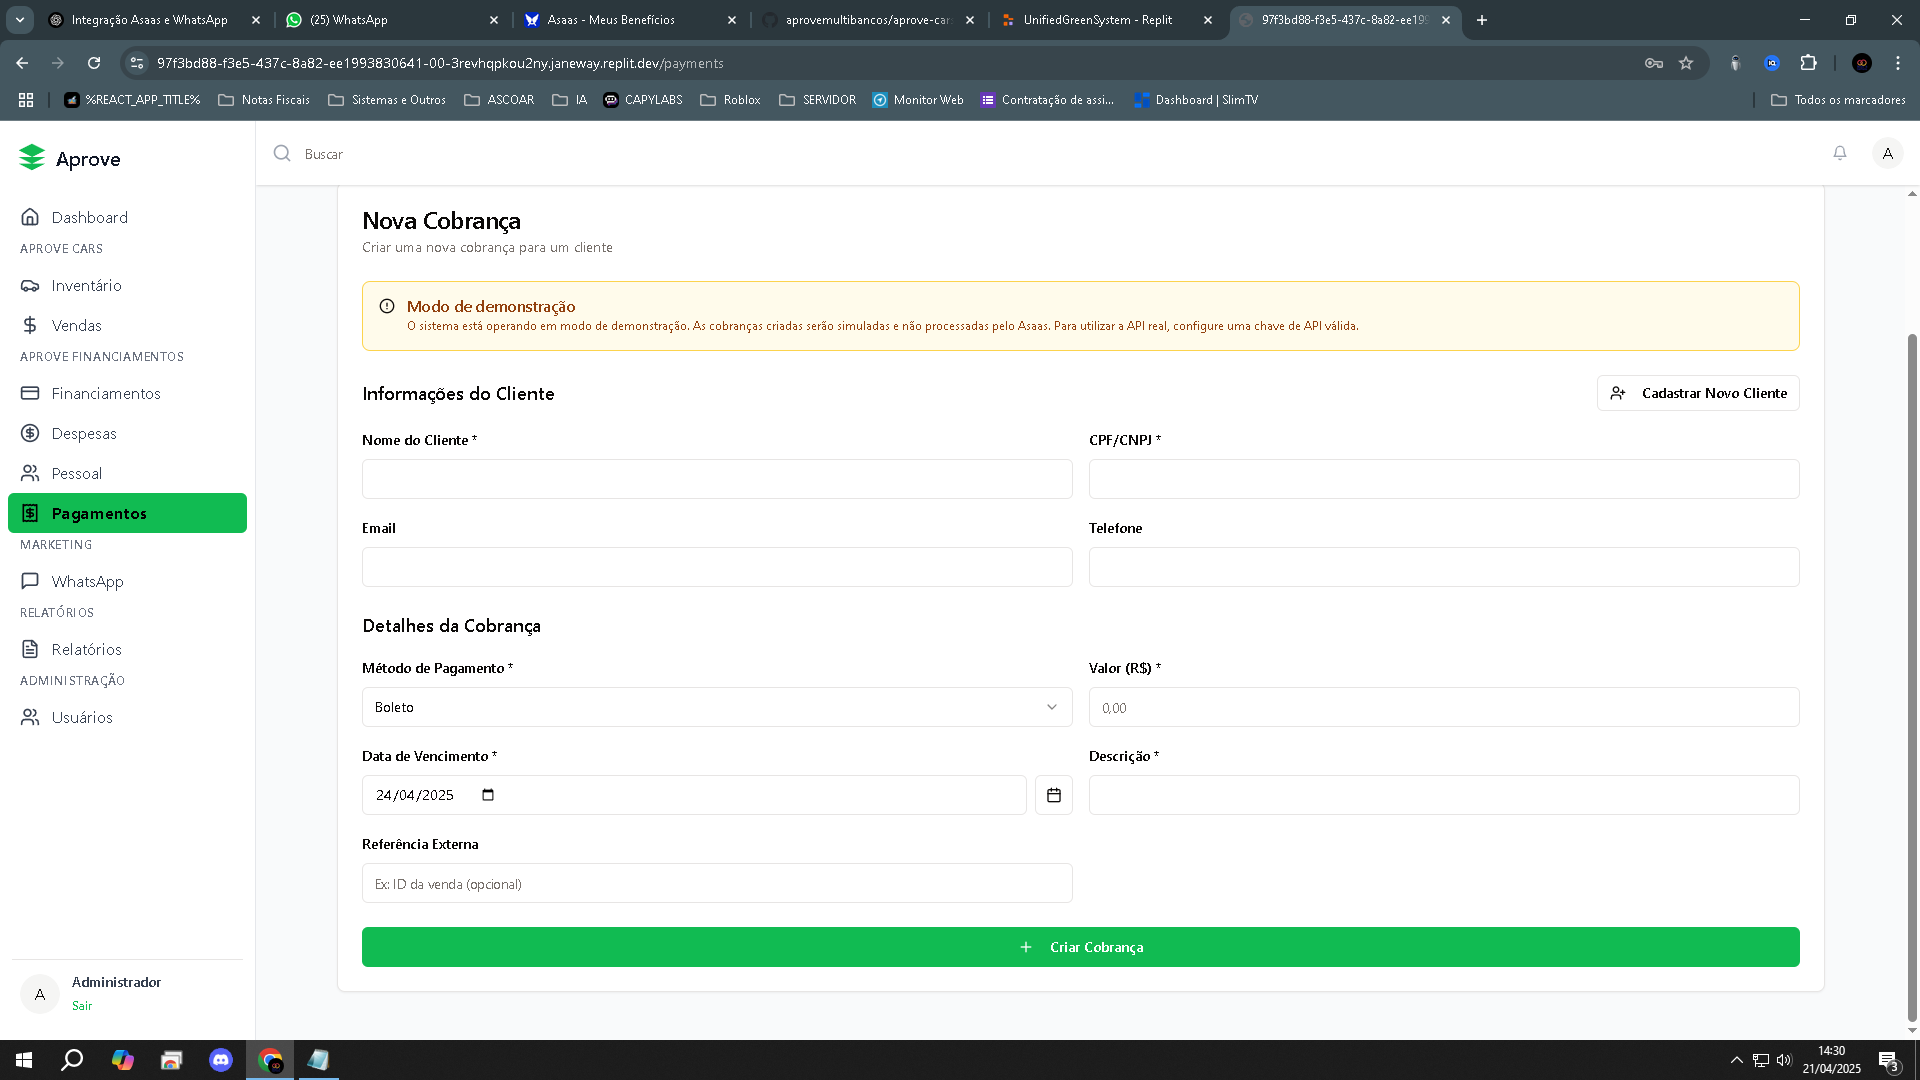 Integração Asaas e WhatsApp
(25) WhatsApp
Asaas - Meus Benefícios
aprovemultibancos/aprove-car
UnifiedGreenSystem - Replit
97f3bd88-f3e5-437c-8a82-ee199
97f3bd88-f3e5-437c-8a82-ee1993830641-00-3revhqpkou2ny.janeway.replit.dev/payments
%REACT_APP_TITLE%
Notas Fiscais
Sistemas e Outros
ASCOAR
IA
CAPYLABS
Roblox
SERVIDOR
Monitor Web
Contratação de assi...
Dashboard | SlimTV
Todos os marcadores
Aprove
Buscar
A
Dashboard
APROVE CARS
Inventário
Vendas
APROVE FINANCIAMENTOS
Financiamentos
Despesas
Pessoal
Pagamentos
MARKETING
WhatsApp
RELATÓRIOS
Relatórios
ADMINISTRAÇÃO
Usuários
A
Administrador
Sair
Nova Cobrança
Criar uma nova cobrança para um cliente
Modo de demonstração
O sistema está operando em modo de demonstração. As cobranças criadas serão simuladas e não processadas pelo Asaas. Para utilizar a API real, configure uma chave de API válida.
Informações do Cliente
Cadastrar Novo Cliente
Nome do Cliente *
CPF/CNPJ *
Email
Telefone
Detalhes da Cobrança
Método de Pagamento *
Valor (R$) *
Boleto
0,00
Data de Vencimento *
Descrição *
24/04/2025
Referência Externa
Ex: ID da venda (opcional)
Criar Cobrança
14:30
21/04/2025
3